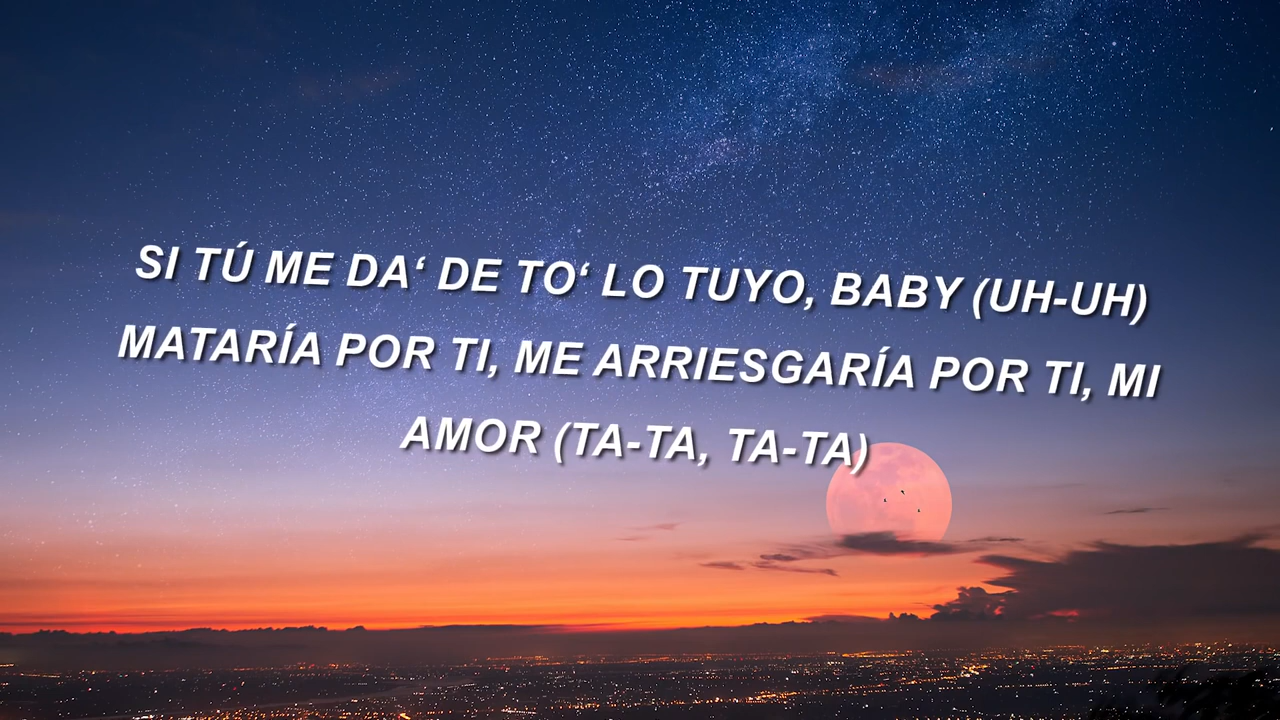 SI TÚ ME DA‘ DE TO‘ LO TUYO, BABY (UH-UH)
MATARÍA POR TI, ME ARRIESGARÍA POR TI, MI
AMOR (TA-TA, TA-TA)